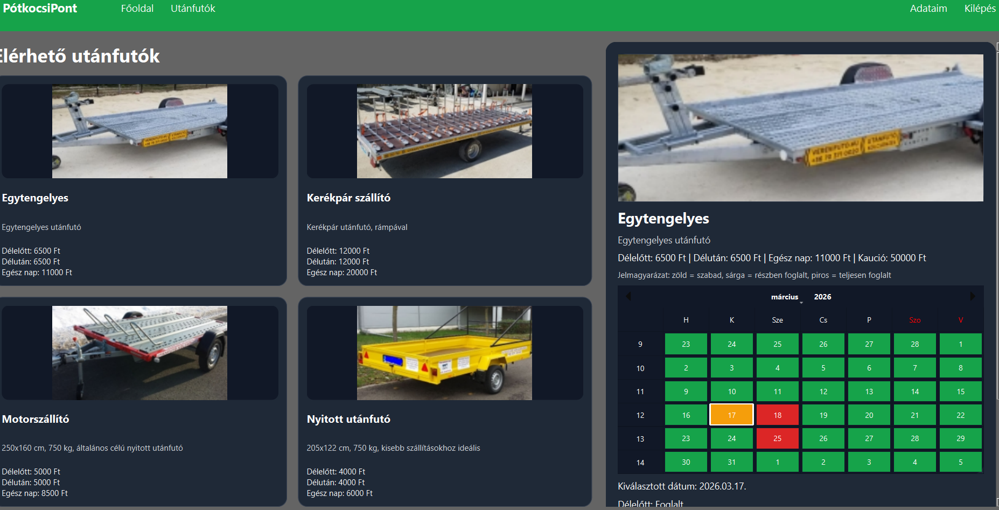 PótkocsiPont Főoldal Utánfutók Adataim Kilépés
Elérhető utánfutók
Egytengelyes
Egytengelyes utánfutó
Délelőtt: 6500 Ft
Délután: 6500 Ft
Egész nap: 11000 Ft
Kerékpár szállító
Kerékpár utánfutó, rámpával
Délelőtt: 12000 Ft
Délután: 12000 Ft
Egész nap: 20000 Ft
Motorszállító
250x160 cm, 750 kg, általános célú nyitott utánfutó
Délelőtt: 5000 Ft
Délután: 5000 Ft
Egész nap: 8500 Ft
Nyitott utánfutó
205x122 cm, 750 kg, kisebb szállításokhoz ideális
Délelőtt: 4000 Ft
Délután: 4000 Ft
Egész nap: 6000 Ft
Egytengelyes
Egytengelyes utánfutó
Délelőtt: 6500 Ft | Délután: 6500 Ft | Egész nap: 11000 Ft | Kaució: 50000 Ft
Jelmagyarázat: zöld = szabad, sárga = részben foglalt, piros = teljesen foglalt
március 2026
H K Sze Cs P Szo V
9 23 24 25 26 27 28 1
10 2 3 4 5 6 7 8
11 9 10 11 12 13 14 15
12 16 17 18 19 20 21 22
13 23 24 25 26 27 28 29
14 30 31 1 2 3 4 5
Kiválasztott dátum: 2026.03.17.
Délelőtt: Foglalt